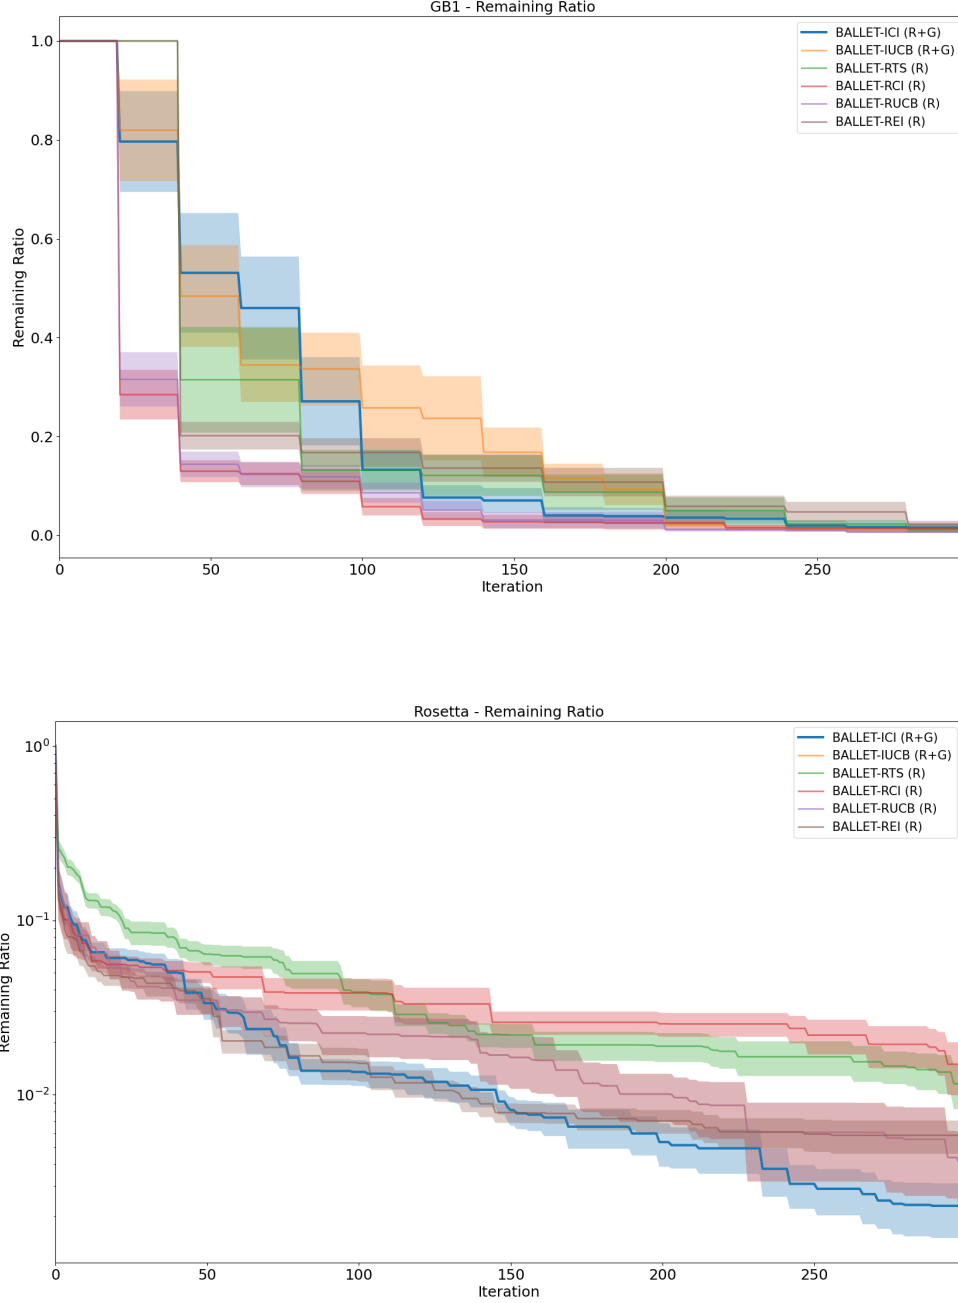 GB1 - Remaining Ratio
BALLET-ICI (R+G)
BALLET-IUCB (R+G)
BALLET-RTS (R)
BALLET-RCI (R)
BALLET-RUCB (R)
BALLET-REI (R)
1.0
0.8
0.6
0.4
0.2
0.0
Remaining Ratio
0 50 100 150 200 250
Iteration
Rosetta - Remaining Ratio
BALLET-ICI (R+G)
BALLET-IUCB (R+G)
BALLET-RTS (R)
BALLET-RCI (R)
BALLET-RUCB (R)
BALLET-REI (R)
10⁰
10⁻¹
10⁻²
Remaining Ratio
0 50 100 150 200 250
Iteration